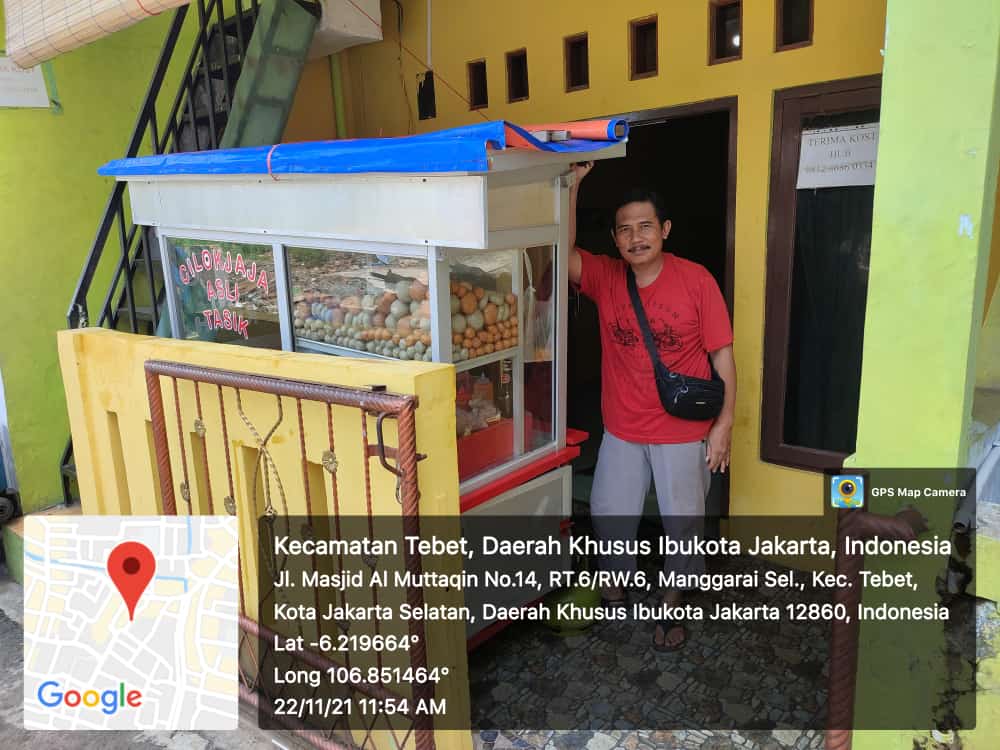 TERIMA KOST
HUB
CILOKJAJA
ASLI
TASIK
GPS Map Camera
Kecamatan Tebet, Daerah Khusus Ibukota Jakarta, Indonesia
Jl. Masjid Al Muttaqin No.14, RT.6/RW.6, Manggarai Sel., Kec. Tebet,
Kota Jakarta Selatan, Daerah Khusus Ibukota Jakarta 12860, Indonesia
Lat -6.219664°
Long 106.851464°
22/11/21 11:54 AM
Google